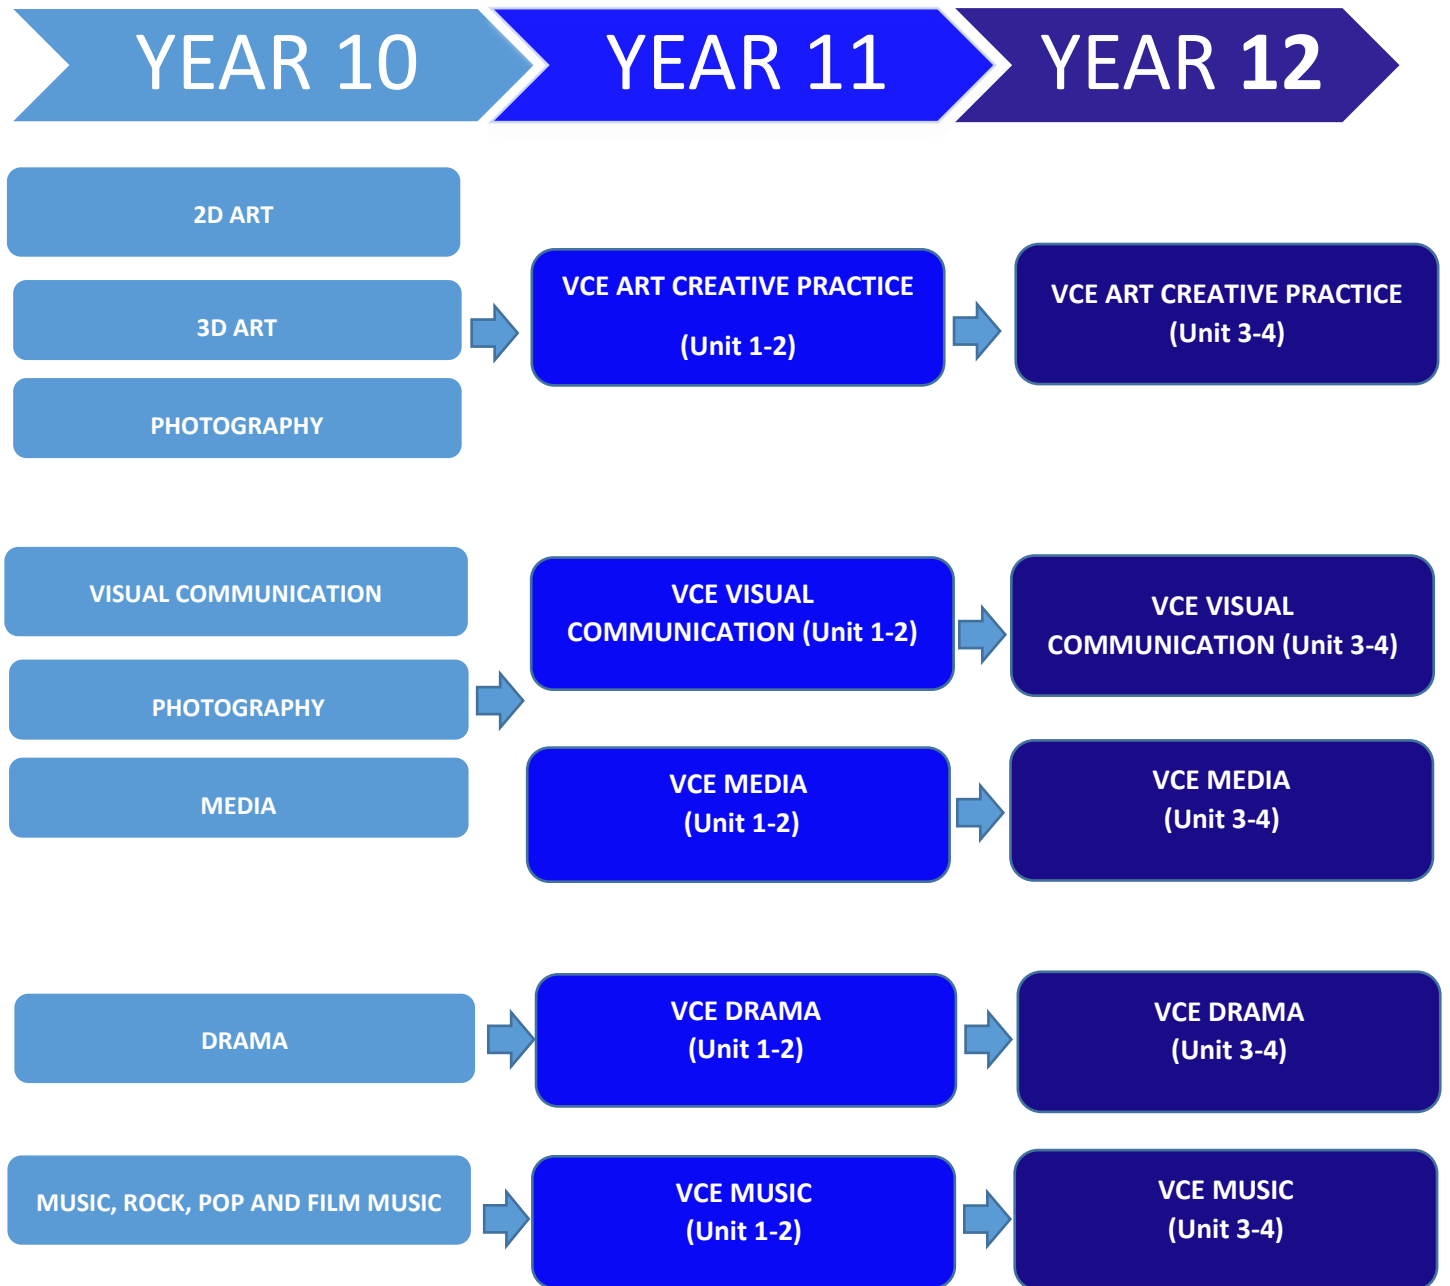 YEAR 10
YEAR 11
YEAR 12
2D ART
3D ART
PHOTOGRAPHY
VCE ART CREATIVE PRACTICE
(Unit 1-2)
VCE ART CREATIVE PRACTICE
(Unit 3-4)
VISUAL COMMUNICATION
PHOTOGRAPHY
MEDIA
VCE VISUAL
COMMUNICATION (Unit 1-2)
VCE VISUAL
COMMUNICATION (Unit 3-4)
VCE MEDIA
(Unit 1-2)
VCE MEDIA
(Unit 3-4)
DRAMA
VCE DRAMA
(Unit 1-2)
VCE DRAMA
(Unit 3-4)
MUSIC, ROCK, POP AND FILM MUSIC
VCE MUSIC
(Unit 1-2)
VCE MUSIC
(Unit 3-4)